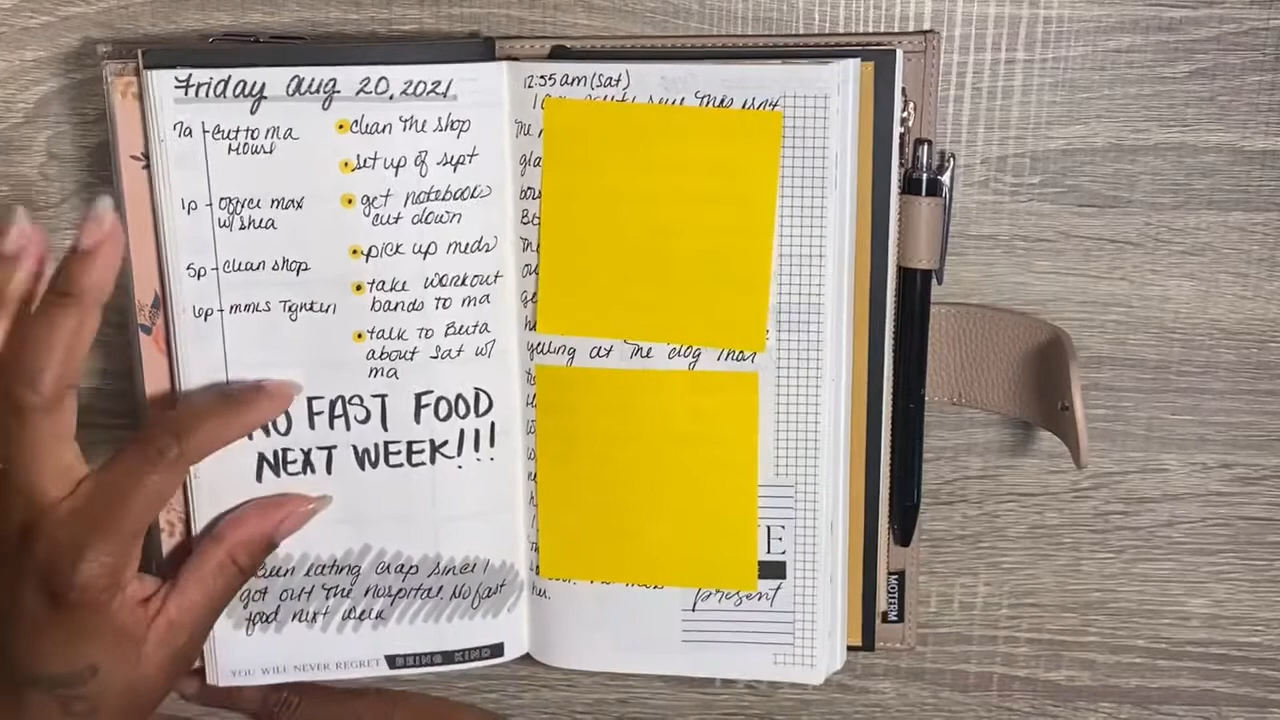 Friday Aug 20, 2021
7a
cut to ma
House
1p
office max
w/ shea
5p
clean shop
6p
mmls Tighten
clean the shop
set up of sept
get notebooks
cut down
pick up meds
take workout
bands to ma
talk to Beta
about Sat w/
ma
NO FAST FOOD
NEXT WEEK!!!
Been eating crap since I
got out the hospital. No fast
food next week
YOU WILL NEVER REGRET BEING KIND
12:55 am (Sat)
This isn't
yelling at the dog That
her.
E
present
MOTERM